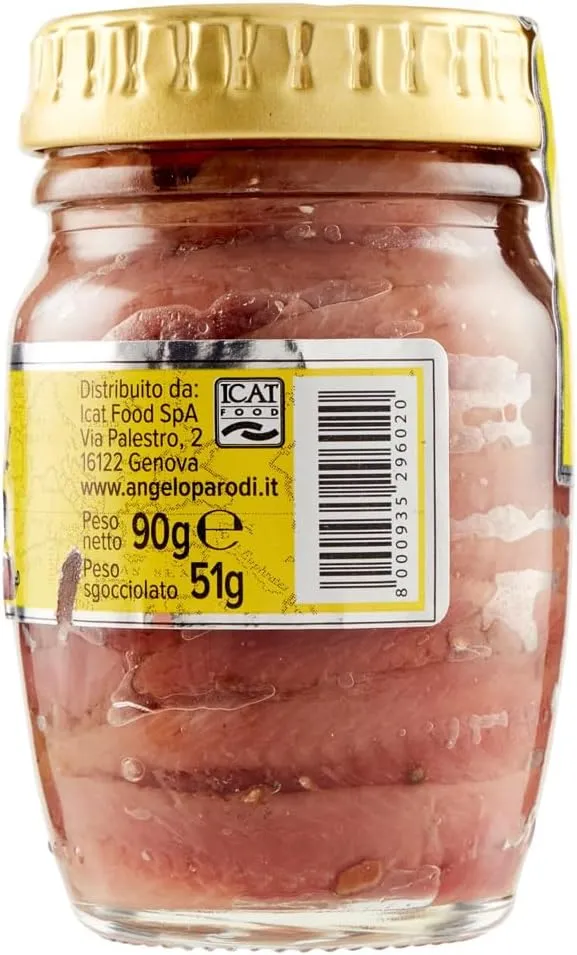 Distribuito da:
Icat Food SpA
Via Palestro, 2
16122 Genova
www.angeloparodi.it
ICAT
FOOD
Peso
netto 90g ℮
Peso
sgocciolato 51g
8 000935 296020